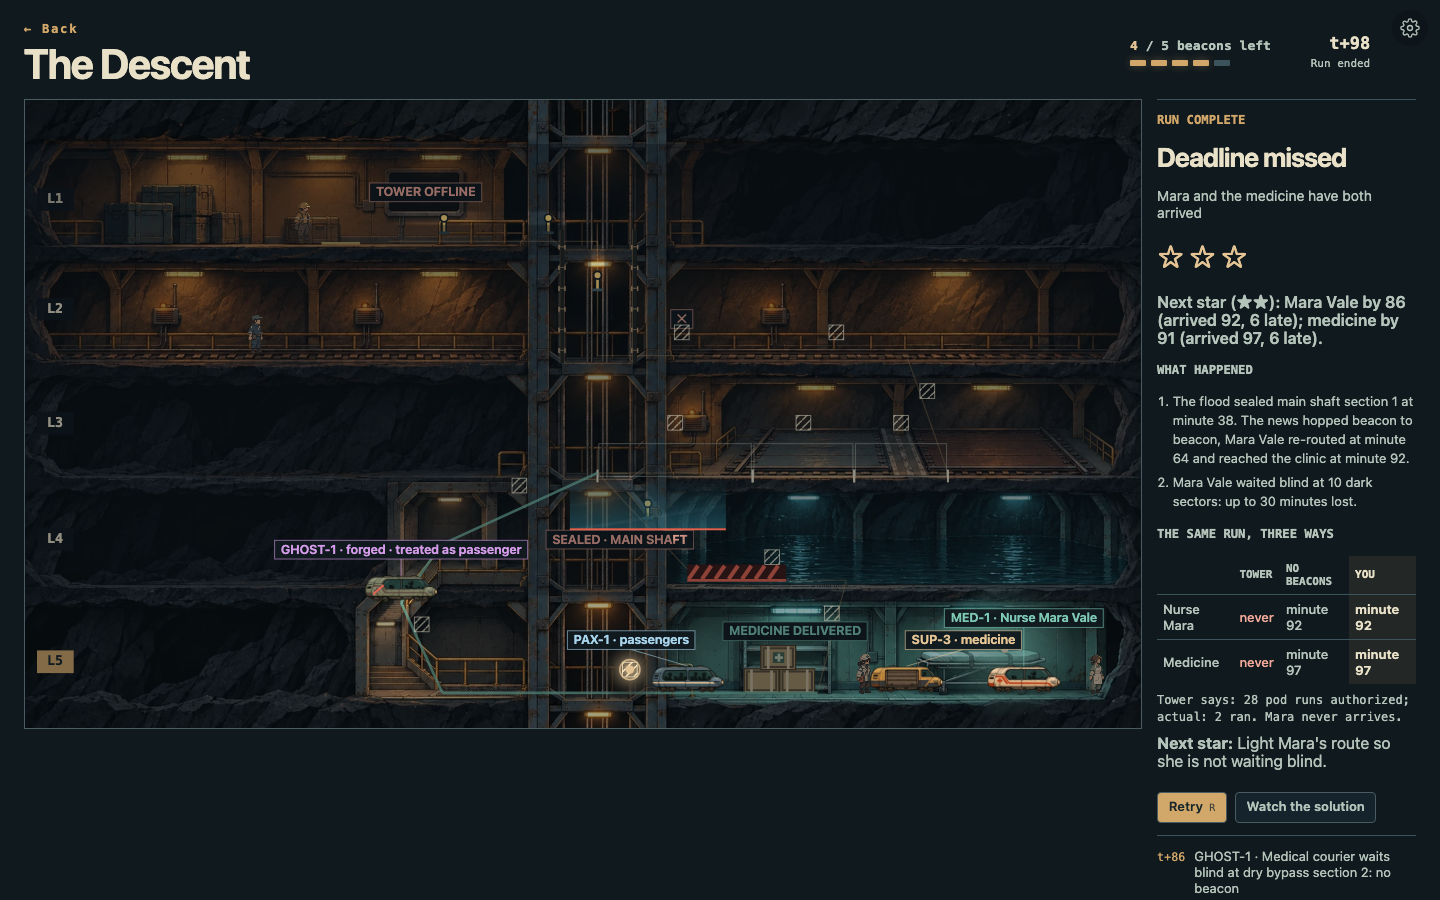 ← Back
The Descent
4 / 5 beacons left
t+98
Run ended
L1
TOWER OFFLINE
L2
L3
L4
GHOST-1 · forged · treated as passenger
SEALED · MAIN SHAFT
L5
PAX-1 · passengers
MEDICINE DELIVERED
MED-1 · Nurse Mara Vale
SUP-3 · medicine
RUN COMPLETE
Deadline missed
Mara and the medicine have both
arrived
Next star (★★): Mara Vale by 86
(arrived 92, 6 late); medicine by
91 (arrived 97, 6 late).
WHAT HAPPENED
1. The flood sealed main shaft section 1 at
minute 38. The news hopped beacon to
beacon, Mara Vale re-routed at minute
64 and reached the clinic at minute 92.
2. Mara Vale waited blind at 10 dark
sectors: up to 30 minutes lost.
THE SAME RUN, THREE WAYS
TOWER NO BEACONS YOU
Nurse Mara never minute 92 minute 92
Medicine never minute 97 minute 97
Tower says: 28 pod runs authorized;
actual: 2 ran. Mara never arrives.
Next star: Light Mara's route so
she is not waiting blind.
Retry R
Watch the solution
t+86 GHOST-1 · Medical courier waits
blind at dry bypass section 2: no
beacon